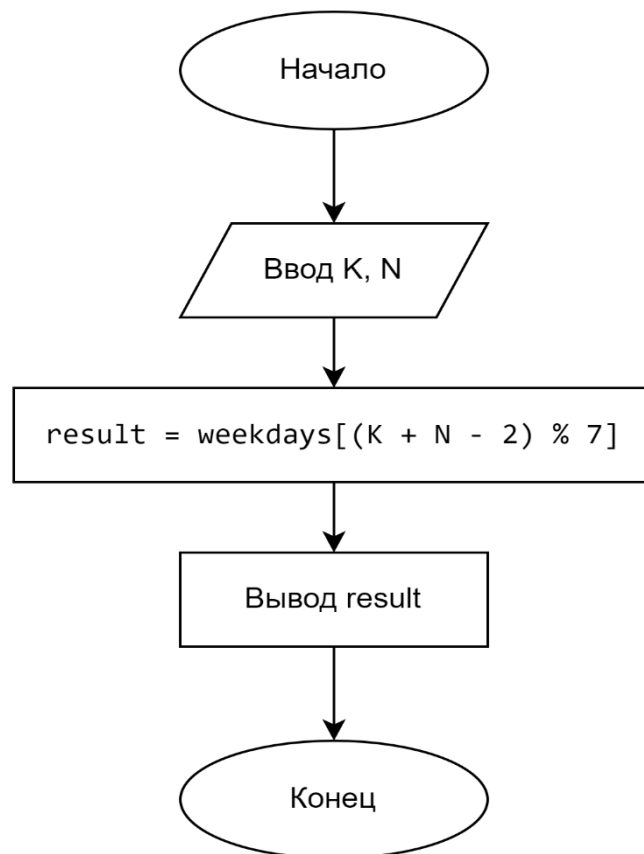 Начало
Ввод K, N
result = weekdays[(K + N - 2) % 7]
Вывод result
Конец